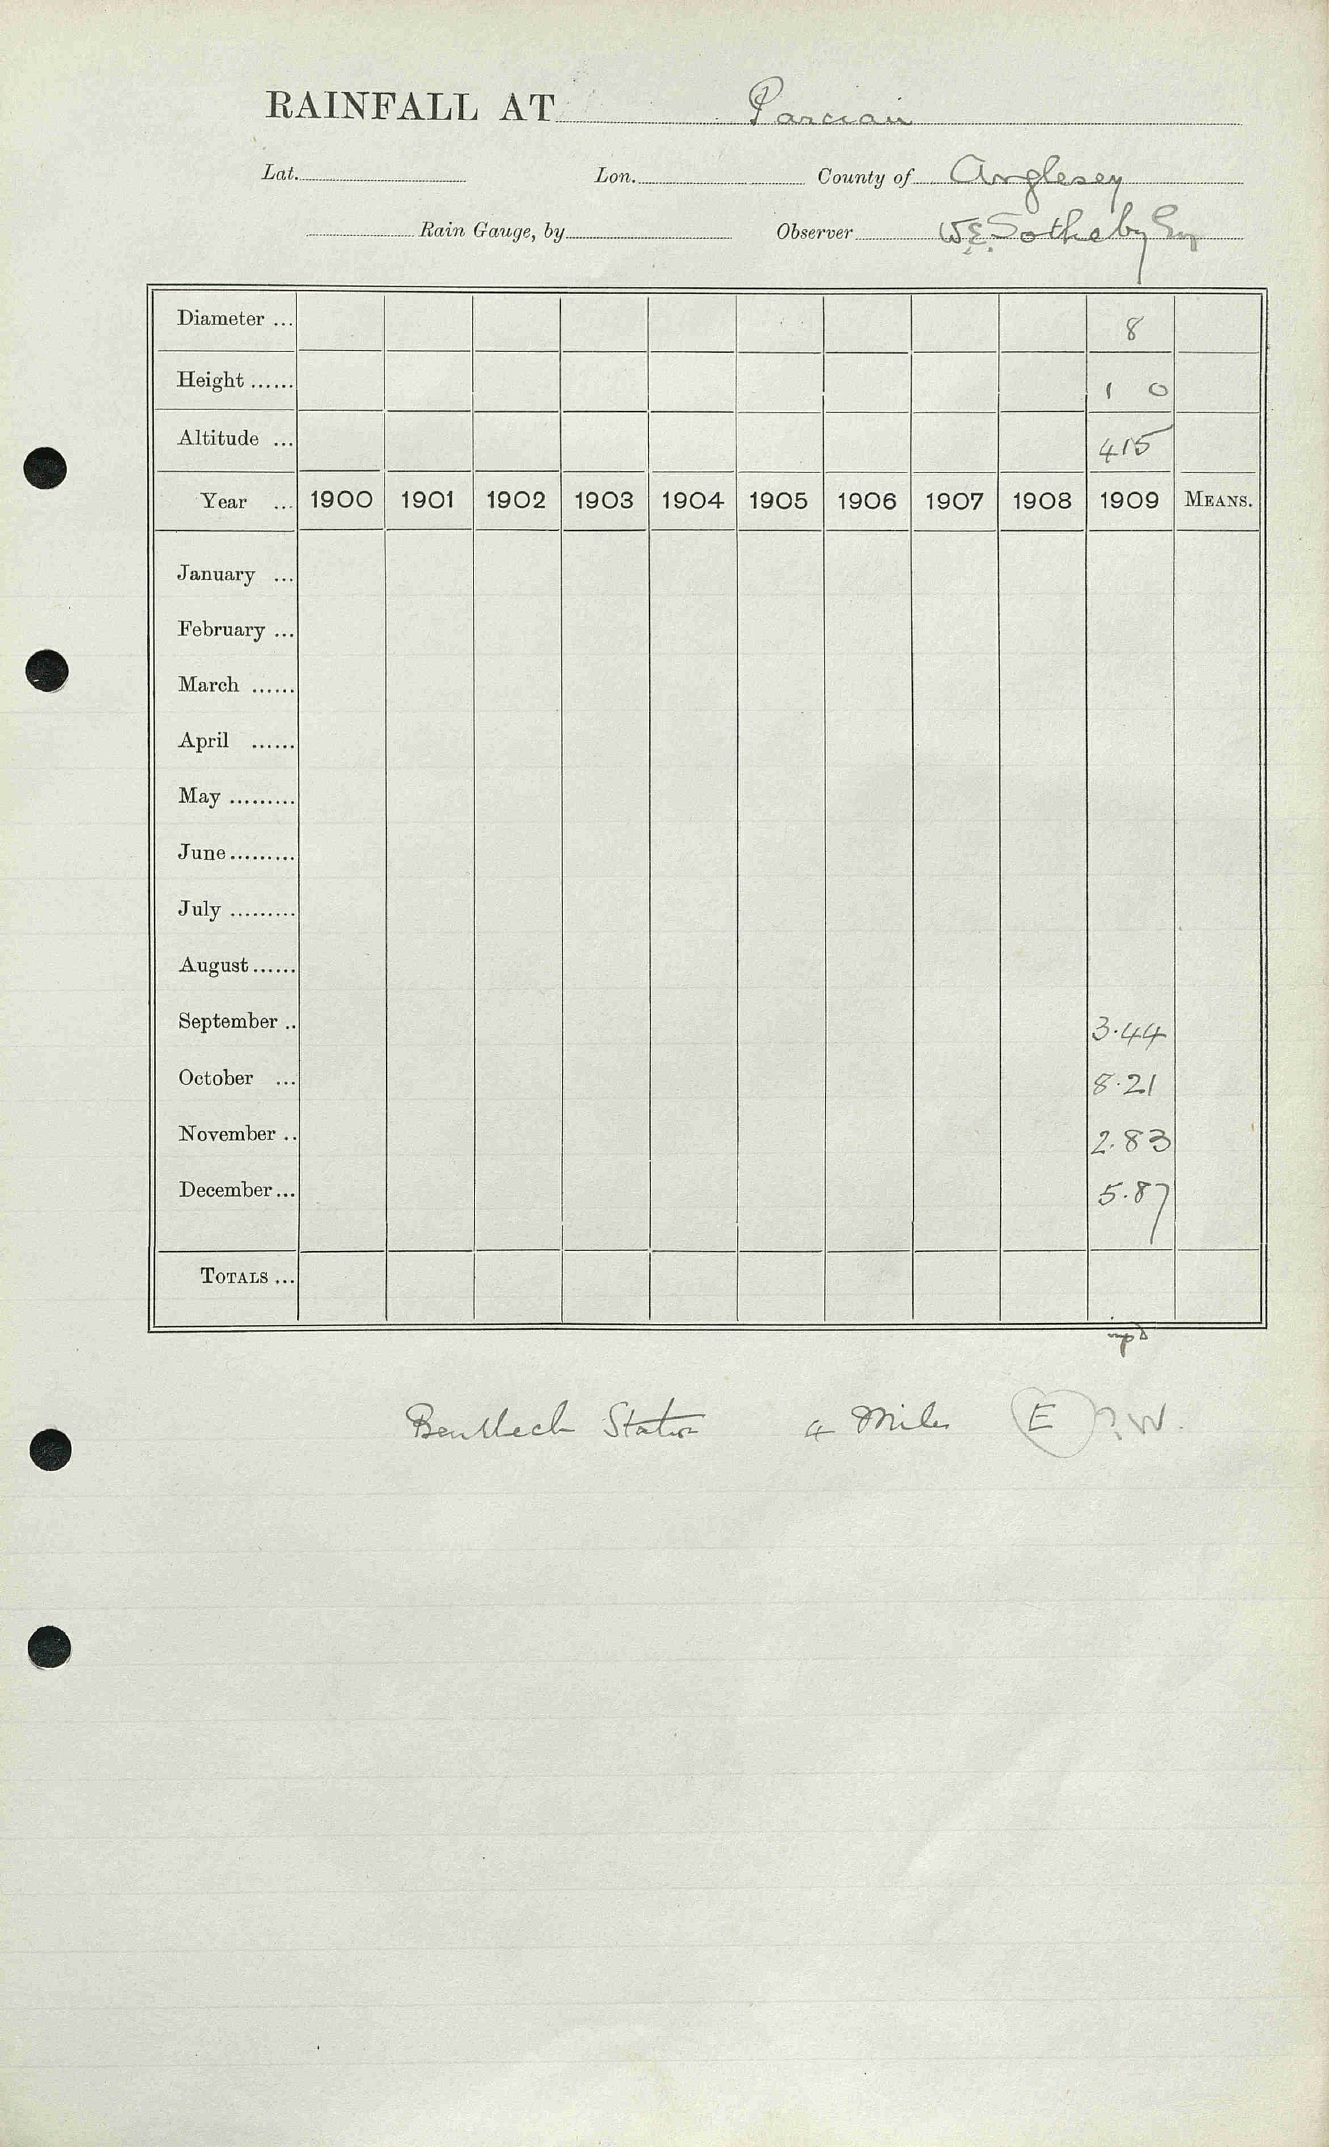 RAINFALL AT Parciau
Lat. Lon. County of Anglesey
Rain Gauge, by Observer W.E. Sotheby Esq
Diameter ... 8
Height ...... 1 0
Altitude ... 415
Year ... 1900 1901 1902 1903 1904 1905 1906 1907 1908 1909 MEANS.
January ...
February ...
March ......
April ......
May .........
June .........
July .........
August ......
September .. 3.44
October ... 8.21
November .. 2.83
December ... 5.87
TOTALS ...
Benllech Station 4 Miles E ? W.